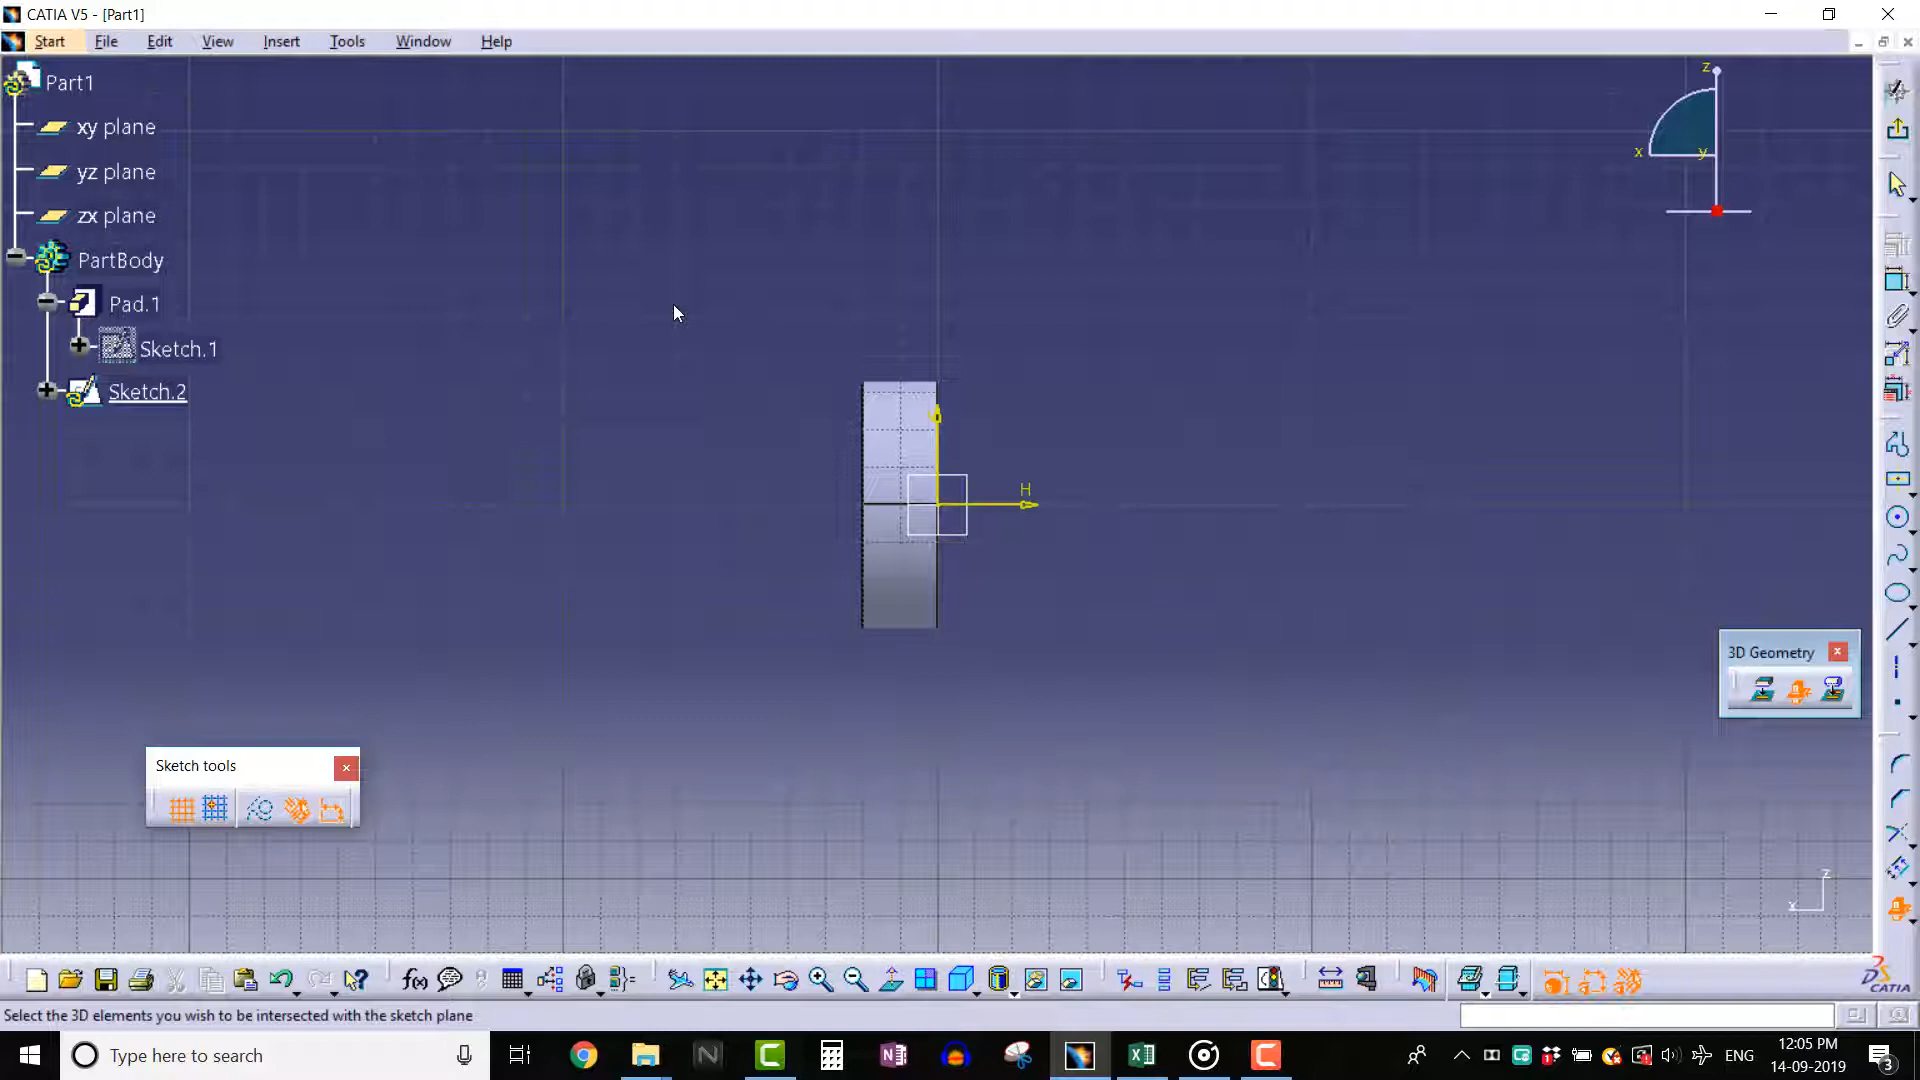 CATIA V5 - [Part1]
Start File Edit View Insert Tools Window Help
Part1
xy plane
yz plane
zx plane
PartBody
Pad.1
Sketch.1
Sketch.2
z
x
y
H
3D Geometry
Sketch tools
z
x
f(x)
CATIA
Select the 3D elements you wish to be intersected with the sketch plane
Type here to search
ENG
12:05 PM
14-09-2019
3